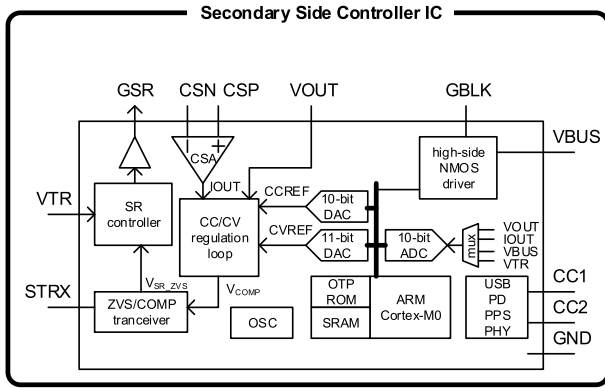 Secondary Side Controller IC
GSR
CSN
CSP
VOUT
GBLK
VBUS
CSA
high-side
NMOS
driver
IOUT
VTR
SR
controller
CC/CV
regulation
loop
CCREF
10-bit
DAC
CVREF
11-bit
DAC
10-bit
ADC
mux
VOUT
IOUT
VBUS
VTR
VSR_ZVS
VCOMP
STRX
ZVS/COMP
tranceiver
OSC
OTP
ROM
SRAM
ARM
Cortex-M0
USB
PD
PPS
PHY
CC1
CC2
GND